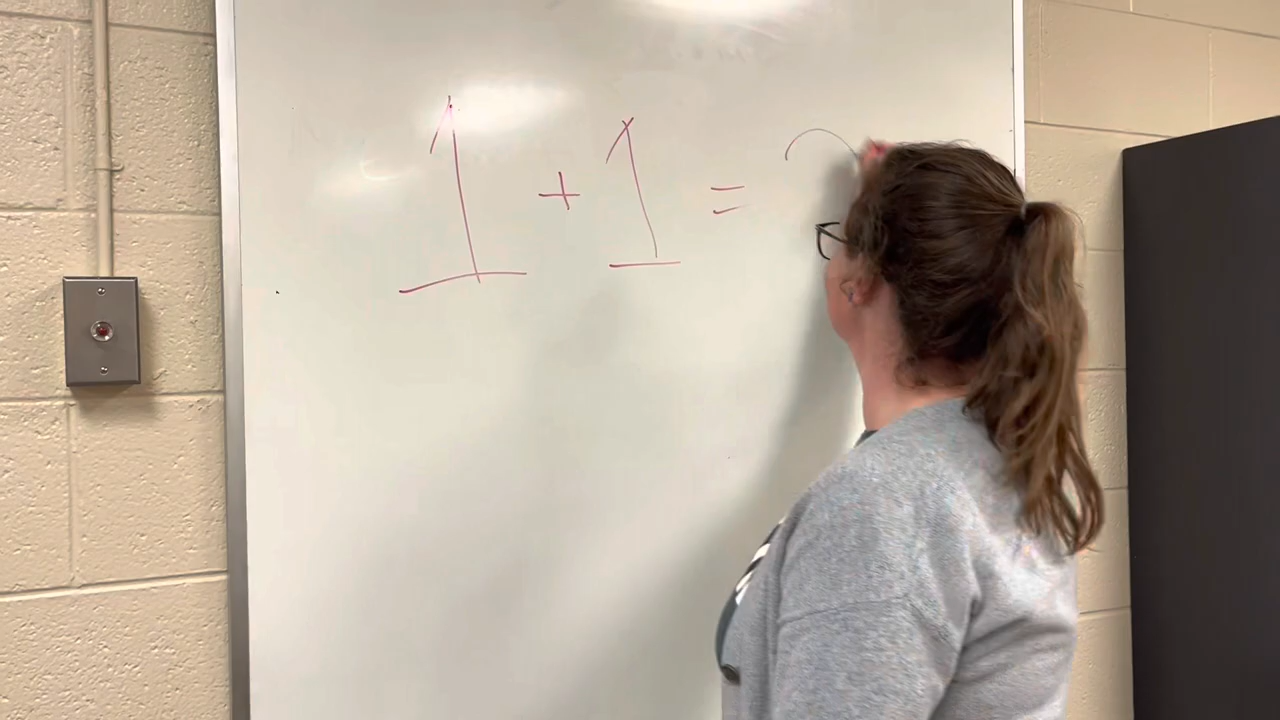 1 + 1 =